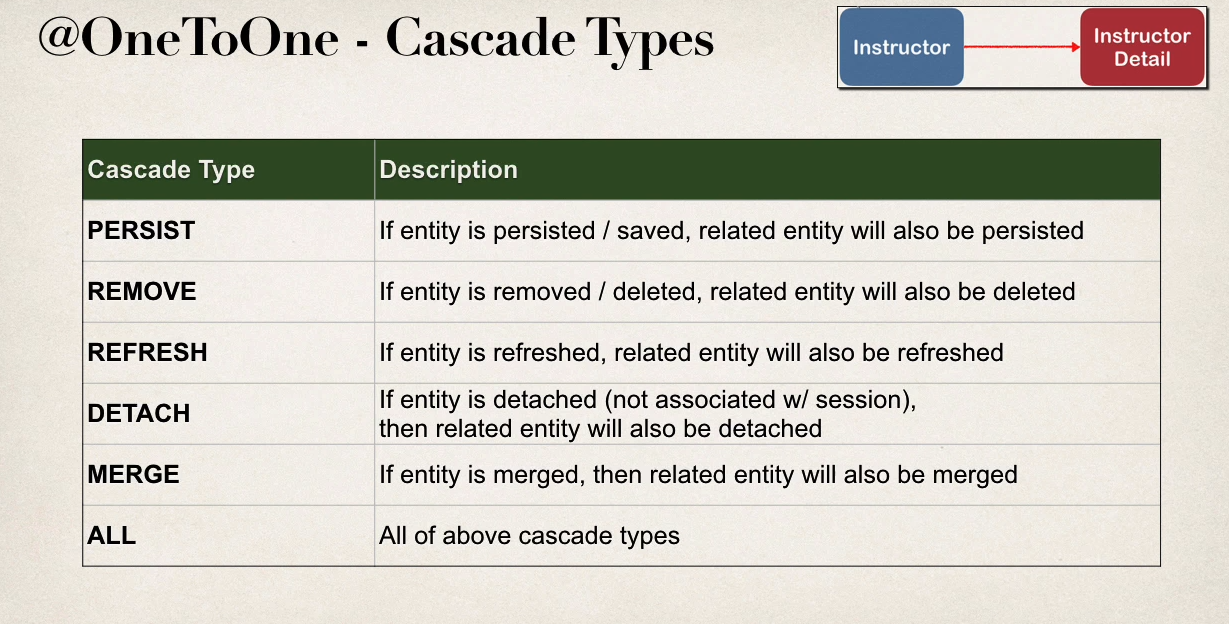 @OneToOne - Cascade Types
Instructor
Instructor
Detail
Cascade Type
Description
PERSIST
If entity is persisted / saved, related entity will also be persisted
REMOVE
If entity is removed / deleted, related entity will also be deleted
REFRESH
If entity is refreshed, related entity will also be refreshed
DETACH
If entity is detached (not associated w/ session),
then related entity will also be detached
MERGE
If entity is merged, then related entity will also be merged
ALL
All of above cascade types